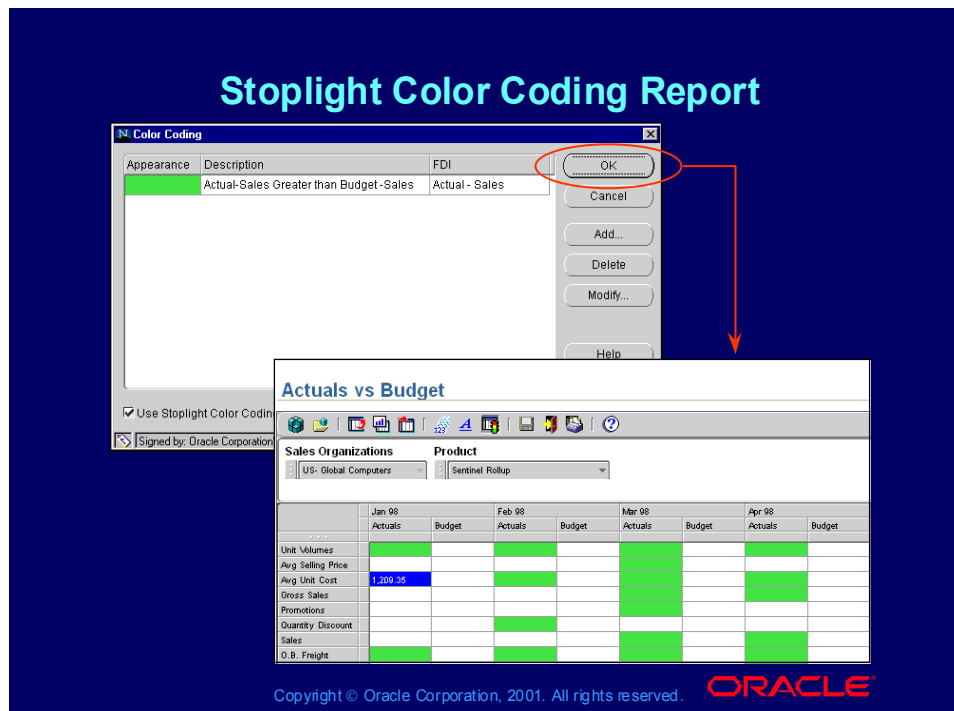 Stoplight Color Coding Report
Color Coding
Appearance Description FDI
Actual-Sales Greater than Budget-Sales Actual - Sales
OK
Cancel
Add...
Delete
Modify...
Help
Use Stoplight Color Codin
Signed by: Oracle Corporation
Actuals vs Budget
123 A
Sales Organizations Product
US- Global Computers Sentinel Rollup
Jan 98 Feb 98 Mar 98 Apr 98
Actuals Budget Actuals Budget Actuals Budget Actuals Budget
Unit Volumes
Avg Selling Price
Avg Unit Cost 1,209.35
Gross Sales
Promotions
Quantity Discount
Sales
O.B. Freight
Copyright © Oracle Corporation, 2001. All rights reserved.
ORACLE